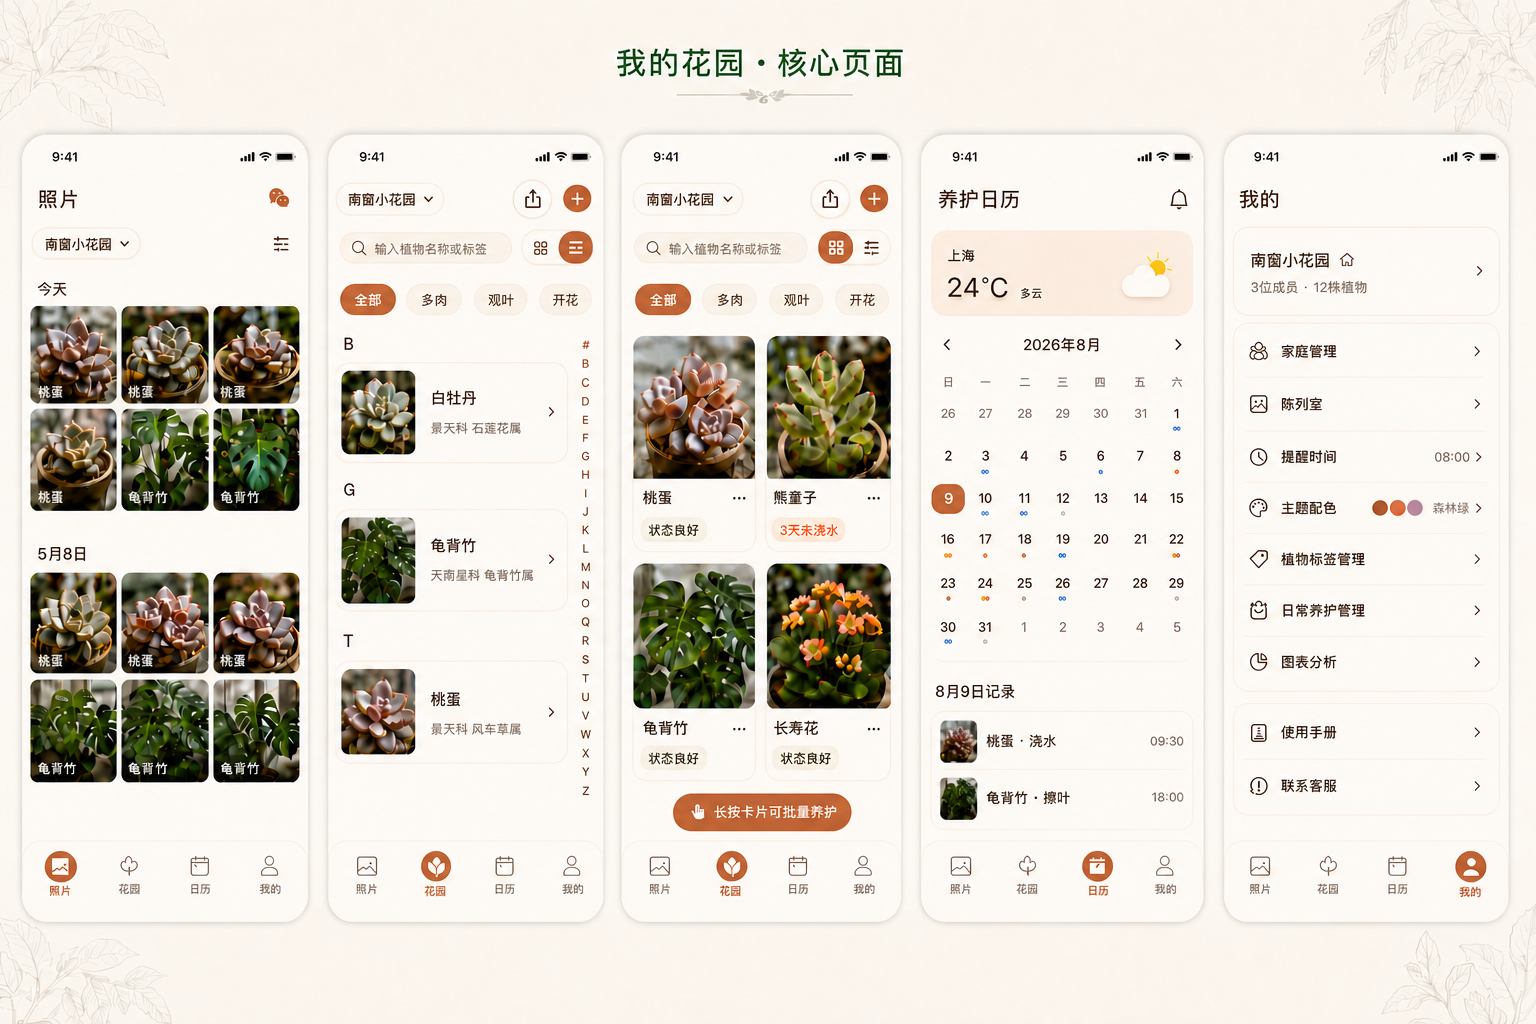 我的花园·核心页面
9:41
照片
南窗小花园
今天
桃蛋
桃蛋
桃蛋
桃蛋
龟背竹
龟背竹
5月8日
桃蛋
桃蛋
桃蛋
龟背竹
龟背竹
龟背竹
照片 花园 日历 我的
9:41
南窗小花园
输入植物名称或标签
全部 多肉 观叶 开花
B
白牡丹
景天科 石莲花属
G
龟背竹
天南星科 龟背竹属
T
桃蛋
景天科 风车草属
#
B
C
D
E
F
G
H
I
J
K
L
M
N
O
Q
R
S
T
U
V
W
X
Y
Z
照片 花园 日历 我的
9:41
南窗小花园
输入植物名称或标签
全部 多肉 观叶 开花
桃蛋
状态良好
熊童子
3天未浇水
龟背竹
状态良好
长寿花
状态良好
长按卡片可批量养护
照片 花园 日历 我的
9:41
养护日历
上海
24°C 多云
2026年8月
日 一 二 三 四 五 六
26 27 28 29 30 31 1
2 3 4 5 6 7 8
9 10 11 12 13 14 15
16 17 18 19 20 21 22
23 24 25 26 27 28 29
30 31 1 2 3 4 5
8月9日记录
桃蛋 · 浇水 09:30
龟背竹 · 擦叶 18:00
照片 花园 日历 我的
9:41
我的
南窗小花园
3位成员 · 12株植物
家庭管理
陈列室
提醒时间 08:00
主题配色 森林绿
植物标签管理
日常养护管理
图表分析
使用手册
联系客服
照片 花园 日历 我的